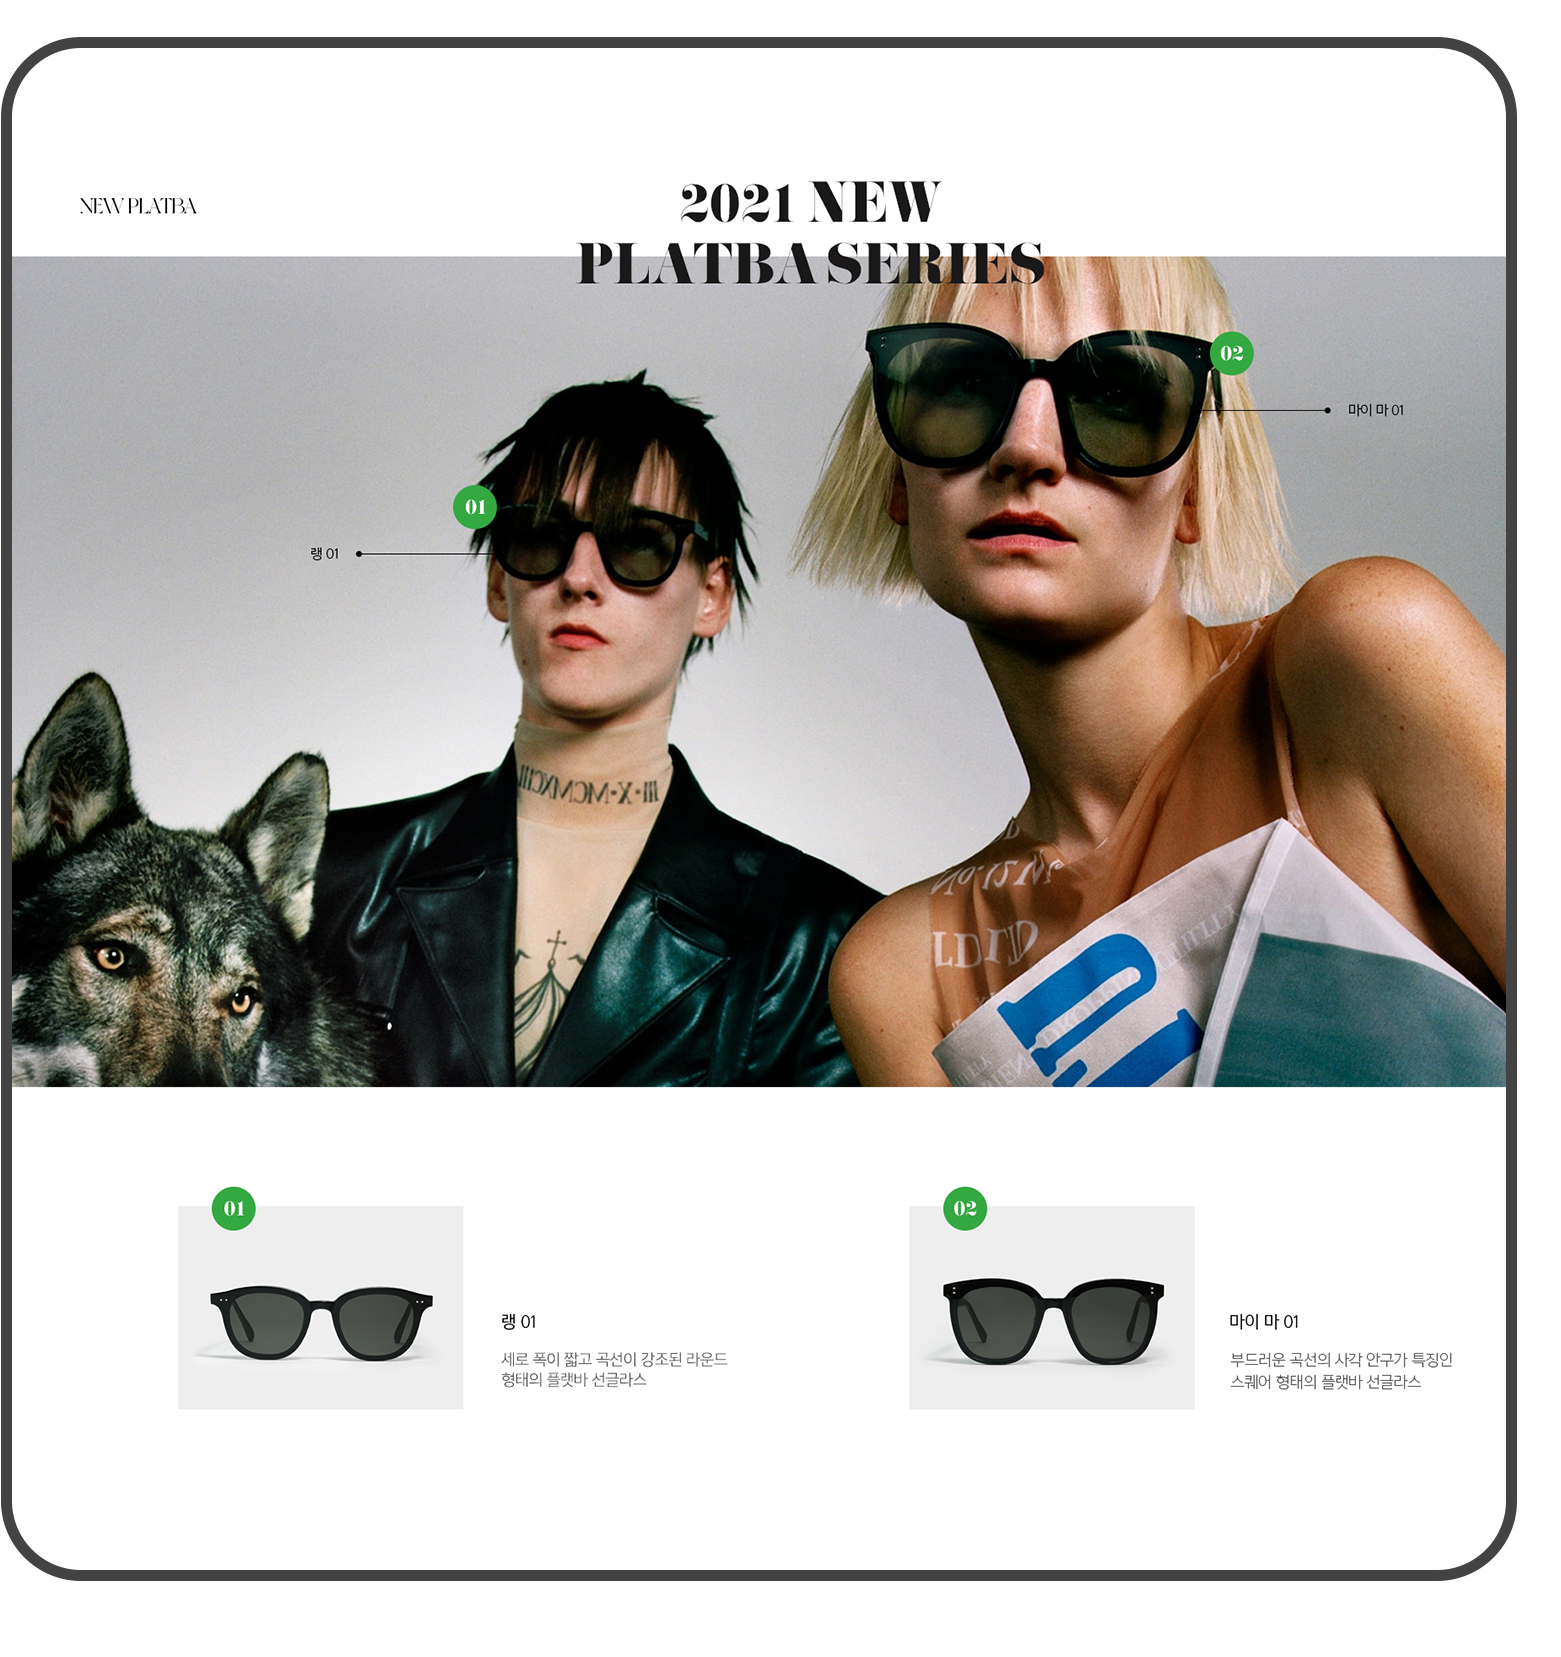 NEW PLATBA
2021 NEW
PLATBA SERIES
02
마이 마 01
01
랭 01
III·X·MCMXCIII
01
랭 01
세로 폭이 짧고 곡선이 강조된 라운드
형태의 플랫바 선글라스
02
마이 마 01
부드러운 곡선의 사각 안구가 특징인
스퀘어 형태의 플랫바 선글라스